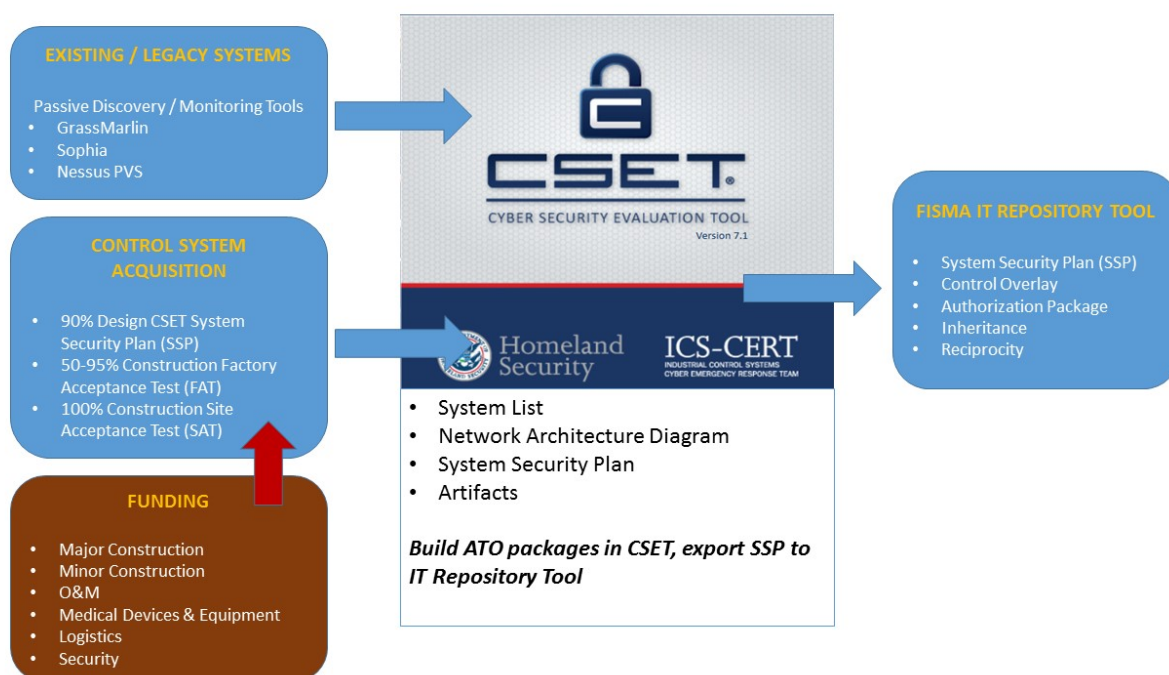 EXISTING / LEGACY SYSTEMS
Passive Discovery / Monitoring Tools
• GrassMarlin
• Sophia
• Nessus PVS
CONTROL SYSTEM
ACQUISITION
• 90% Design CSET System
Security Plan (SSP)
• 50-95% Construction Factory
Acceptance Test (FAT)
• 100% Construction Site
Acceptance Test (SAT)
FUNDING
• Major Construction
• Minor Construction
• O&M
• Medical Devices & Equipment
• Logistics
• Security
C
CSET®
CYBER SECURITY EVALUATION TOOL
Version 7.1
Homeland
Security
ICS-CERT
INDUSTRIAL CONTROL SYSTEMS
CYBER EMERGENCY RESPONSE TEAM
• System List
• Network Architecture Diagram
• System Security Plan
• Artifacts
Build ATO packages in CSET, export SSP to
IT Repository Tool
FISMA IT REPOSITORY TOOL
• System Security Plan (SSP)
• Control Overlay
• Authorization Package
• Inheritance
• Reciprocity